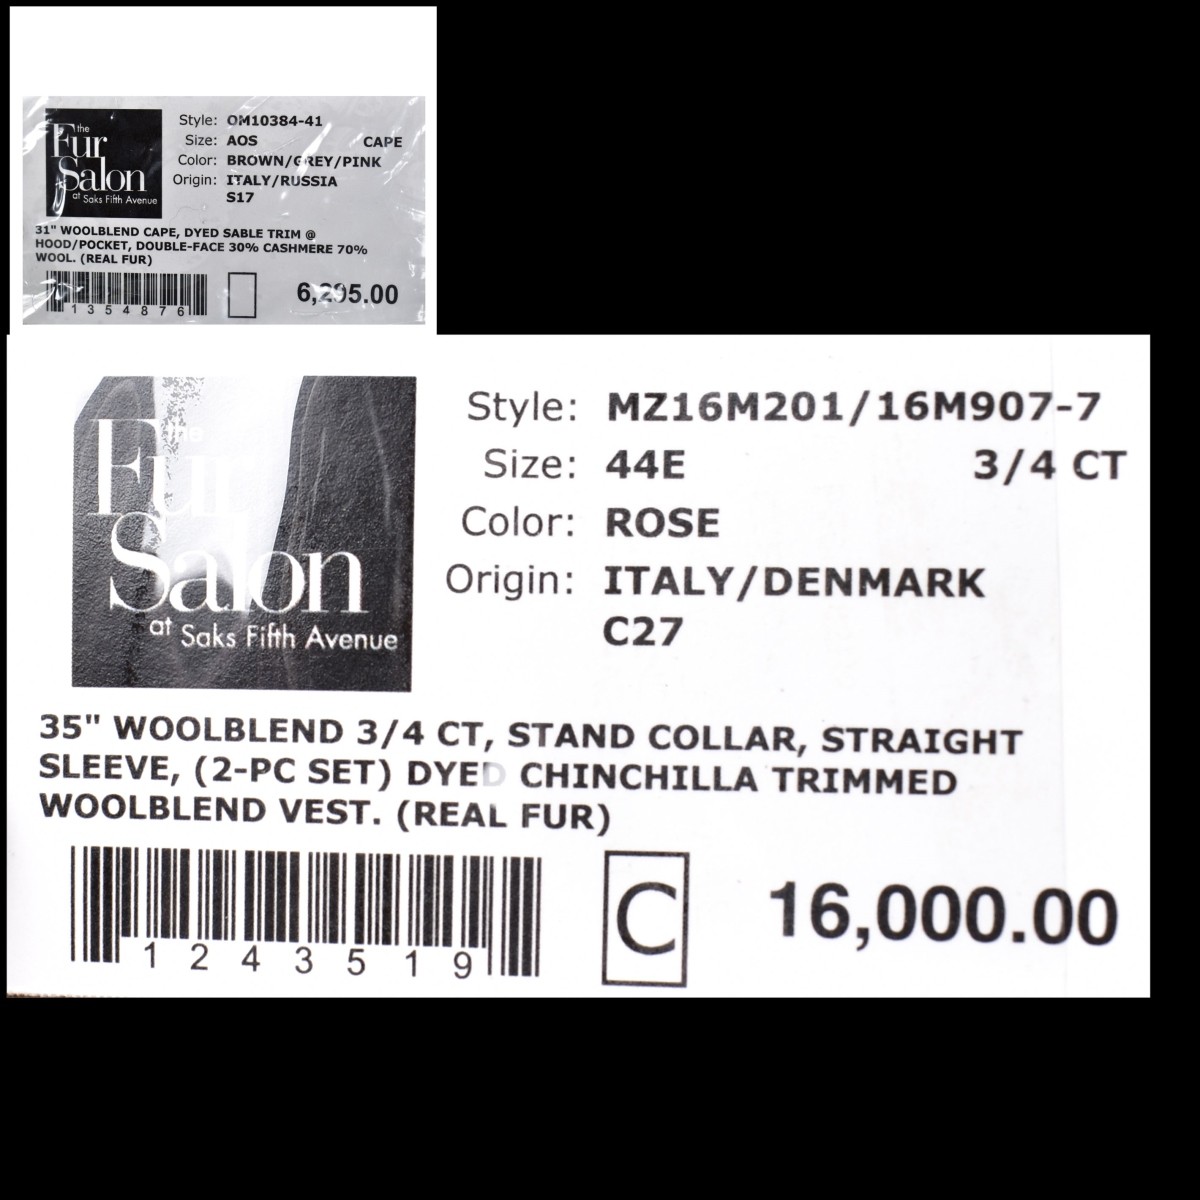 the
Fur
Salon
at Saks Fifth Avenue
Style: OM10384-41
Size: AOS CAPE
Color: BROWN/GREY/PINK
Origin: ITALY/RUSSIA
S17
31" WOOLBLEND CAPE, DYED SABLE TRIM @
HOOD/POCKET, DOUBLE-FACE 30% CASHMERE 70%
WOOL. (REAL FUR)
1354876
6,295.00
the
Fur
Salon
at Saks Fifth Avenue
Style: MZ16M201/16M907-7
Size: 44E 3/4 CT
Color: ROSE
Origin: ITALY/DENMARK
C27
35" WOOLBLEND 3/4 CT, STAND COLLAR, STRAIGHT
SLEEVE, (2-PC SET) DYED CHINCHILLA TRIMMED
WOOLBLEND VEST. (REAL FUR)
1243519
C
16,000.00